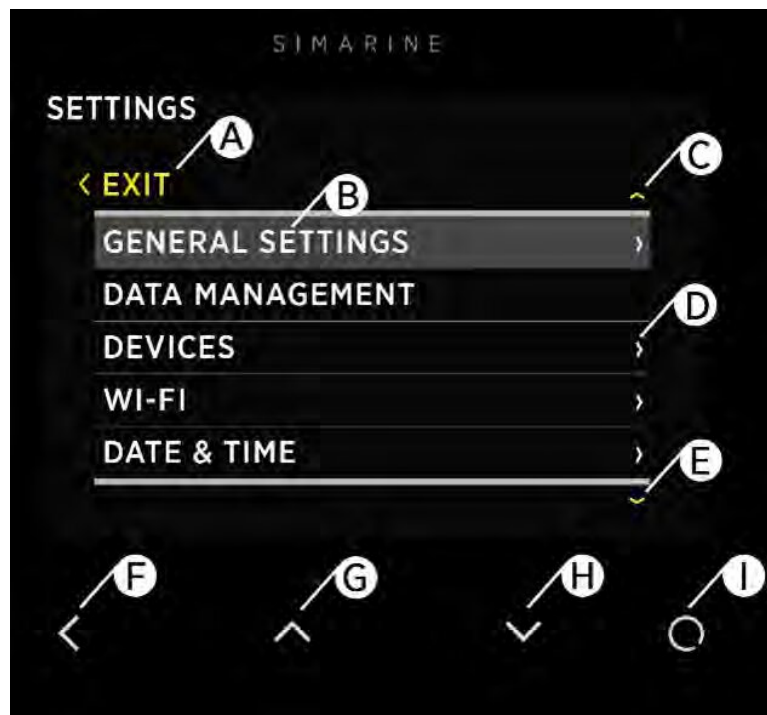 SIMARINE
SETTINGS
A
< EXIT
B
C
GENERAL SETTINGS
DATA MANAGEMENT
D
DEVICES
WI-FI
DATE & TIME
E
F
G
H
I